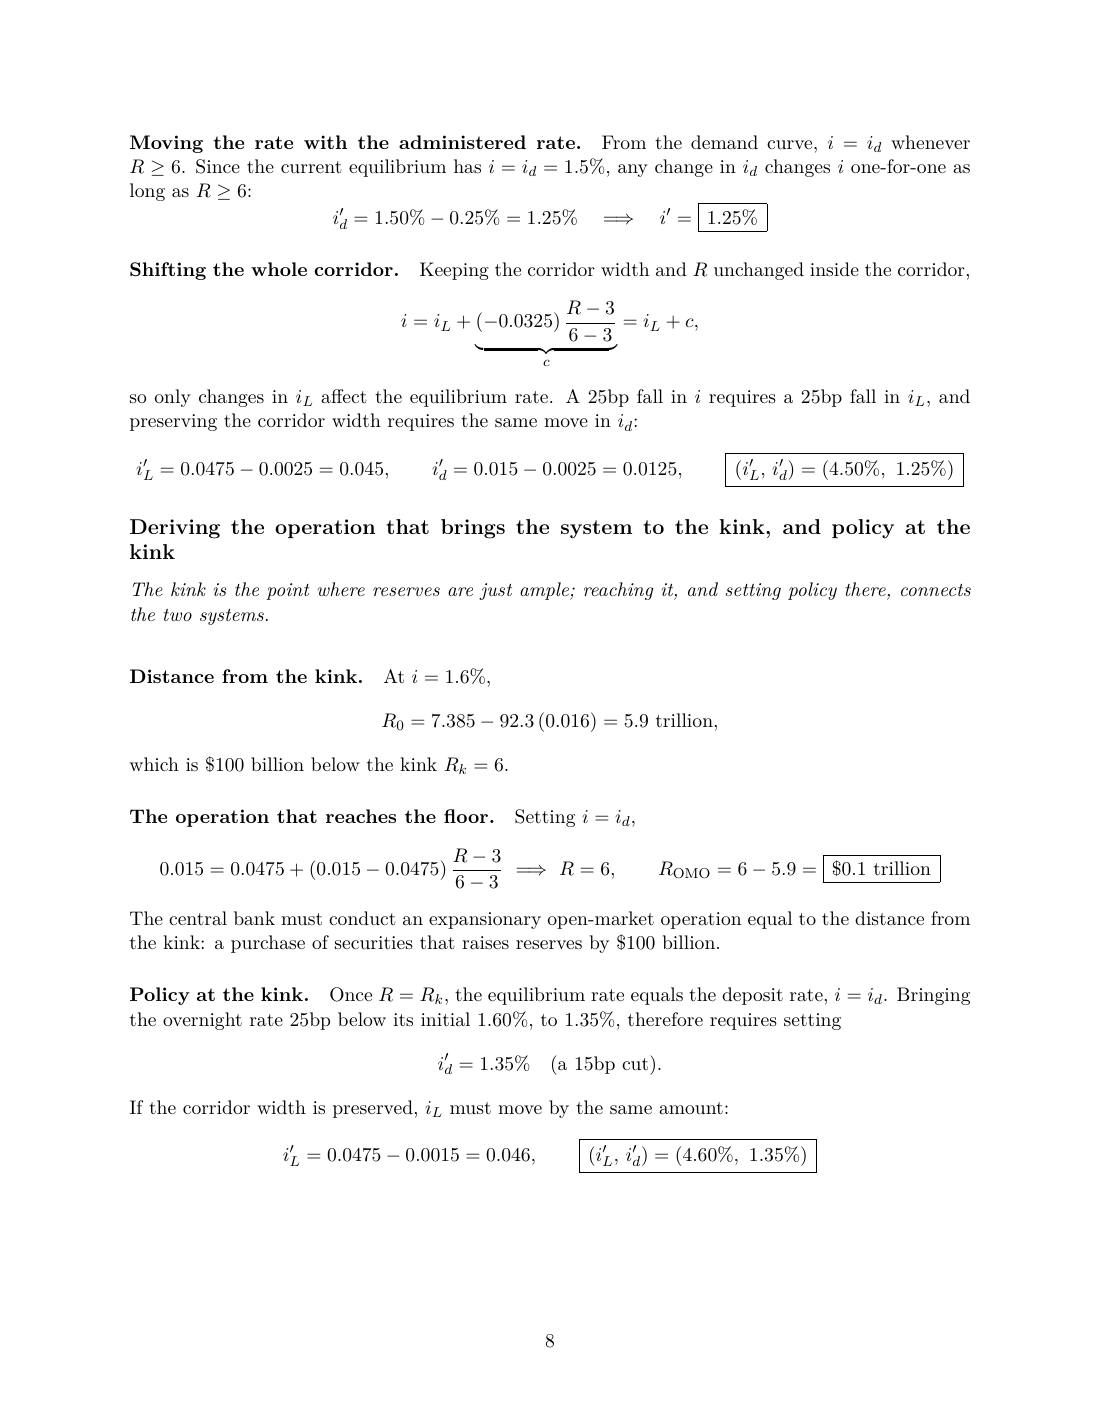 Moving the rate with the administered rate. From the demand curve, i = i_d whenever
R ≥ 6. Since the current equilibrium has i = i_d = 1.5%, any change in i_d changes i one-for-one as
long as R ≥ 6:
i′_d = 1.50% − 0.25% = 1.25% ⟹ i′ = 1.25%
Shifting the whole corridor. Keeping the corridor width and R unchanged inside the corridor,
i = i_L + (−0.0325) (R − 3)/(6 − 3) = i_L + c,
c
so only changes in i_L affect the equilibrium rate. A 25bp fall in i requires a 25bp fall in i_L, and
preserving the corridor width requires the same move in i_d:
i′_L = 0.0475 − 0.0025 = 0.045, i′_d = 0.015 − 0.0025 = 0.0125, (i′_L, i′_d) = (4.50%, 1.25%)
Deriving the operation that brings the system to the kink, and policy at the
kink
The kink is the point where reserves are just ample; reaching it, and setting policy there, connects
the two systems.
Distance from the kink. At i = 1.6%,
R_0 = 7.385 − 92.3 (0.016) = 5.9 trillion,
which is $100 billion below the kink R_k = 6.
The operation that reaches the floor. Setting i = i_d,
0.015 = 0.0475 + (0.015 − 0.0475) (R − 3)/(6 − 3) ⟹ R = 6, R_OMO = 6 − 5.9 = $0.1 trillion
The central bank must conduct an expansionary open-market operation equal to the distance from
the kink: a purchase of securities that raises reserves by $100 billion.
Policy at the kink. Once R = R_k, the equilibrium rate equals the deposit rate, i = i_d. Bringing
the overnight rate 25bp below its initial 1.60%, to 1.35%, therefore requires setting
i′_d = 1.35% (a 15bp cut).
If the corridor width is preserved, i_L must move by the same amount:
i′_L = 0.0475 − 0.0015 = 0.046, (i′_L, i′_d) = (4.60%, 1.35%)
8